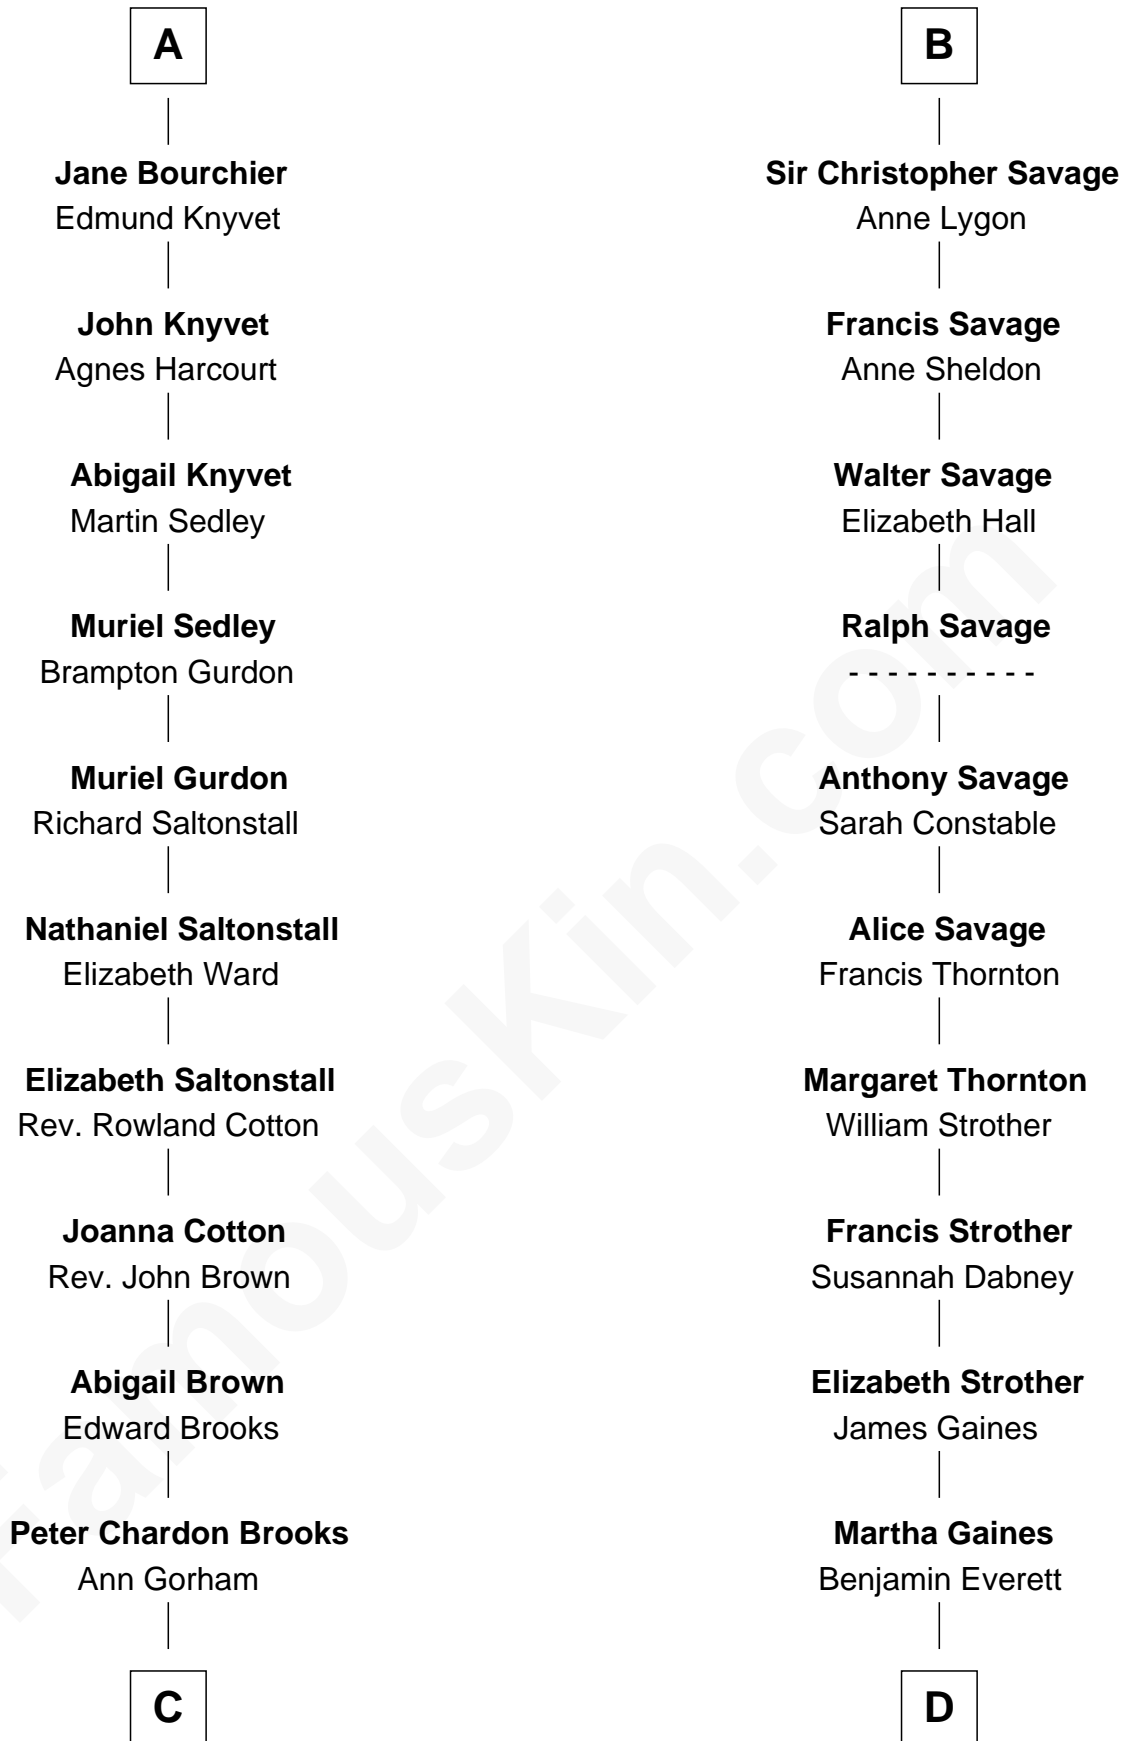 A
Jane Bourchier
Edmund Knyvet
John Knyvet
Agnes Harcourt
Abigail Knyvet
Martin Sedley
Muriel Sedley
Brampton Gurdon
Muriel Gurdon
Richard Saltonstall
Nathaniel Saltonstall
Elizabeth Ward
Elizabeth Saltonstall
Rev. Rowland Cotton
Joanna Cotton
Rev. John Brown
Abigail Brown
Edward Brooks
Peter Chardon Brooks
Ann Gorham
C
B
Sir Christopher Savage
Anne Lygon
Francis Savage
Anne Sheldon
Walter Savage
Elizabeth Hall
Ralph Savage
- - - - - - - - - -
Anthony Savage
Sarah Constable
Alice Savage
Francis Thornton
Margaret Thornton
William Strother
Francis Strother
Susannah Dabney
Elizabeth Strother
James Gaines
Martha Gaines
Benjamin Everett
D
FamousKin.com